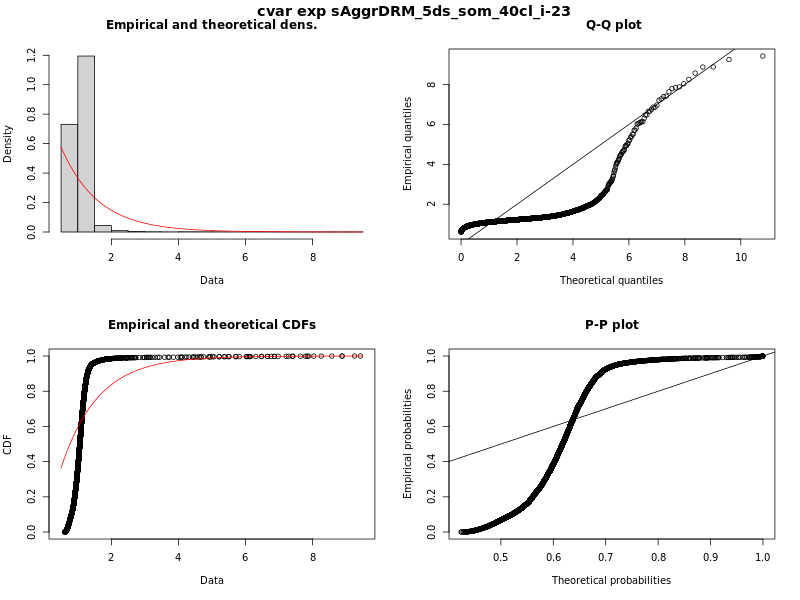 cvar exp sAggrDRM_5ds_som_40cl_i-23
Empirical and theoretical dens.
Density
0.0 0.2 0.4 0.6 0.8 1.0 1.2
2 4 6 8
Data
Q-Q plot
Empirical quantiles
2 4 6 8
0 2 4 6 8 10
Theoretical quantiles
Empirical and theoretical CDFs
CDF
0.0 0.2 0.4 0.6 0.8 1.0
2 4 6 8
Data
P-P plot
Empirical probabilities
0.0 0.2 0.4 0.6 0.8 1.0
0.5 0.6 0.7 0.8 0.9 1.0
Theoretical probabilities